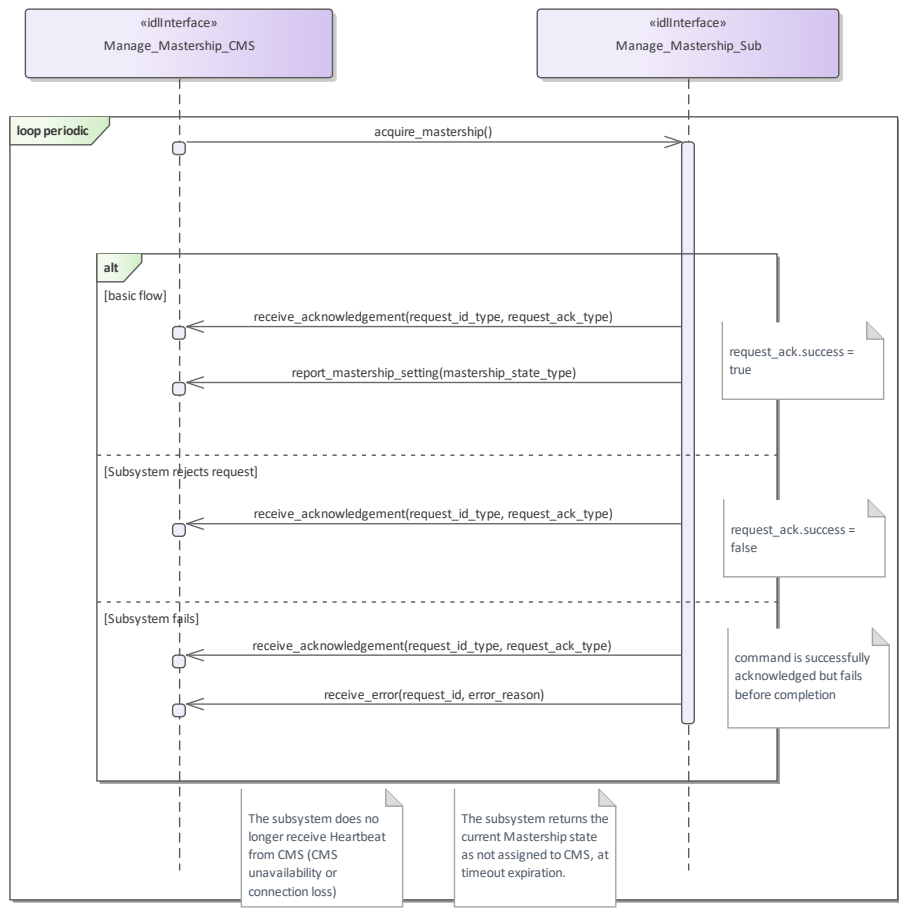 «idlInterface»
Manage_Mastership_CMS
«idlInterface»
Manage_Mastership_Sub
loop periodic
acquire_mastership()
alt
[basic flow]
receive_acknowledgement(request_id_type, request_ack_type)
request_ack.success =
true
report_mastership_setting(mastership_state_type)
[Subsystem rejects request]
receive_acknowledgement(request_id_type, request_ack_type)
request_ack.success =
false
[Subsystem fails]
receive_acknowledgement(request_id_type, request_ack_type)
command is successfully
acknowledged but fails
before completion
receive_error(request_id, error_reason)
The subsystem does no
longer receive Heartbeat
from CMS (CMS
unavailability or
connection loss)
The subsystem returns the
current Mastership state
as not assigned to CMS, at
timeout expiration.